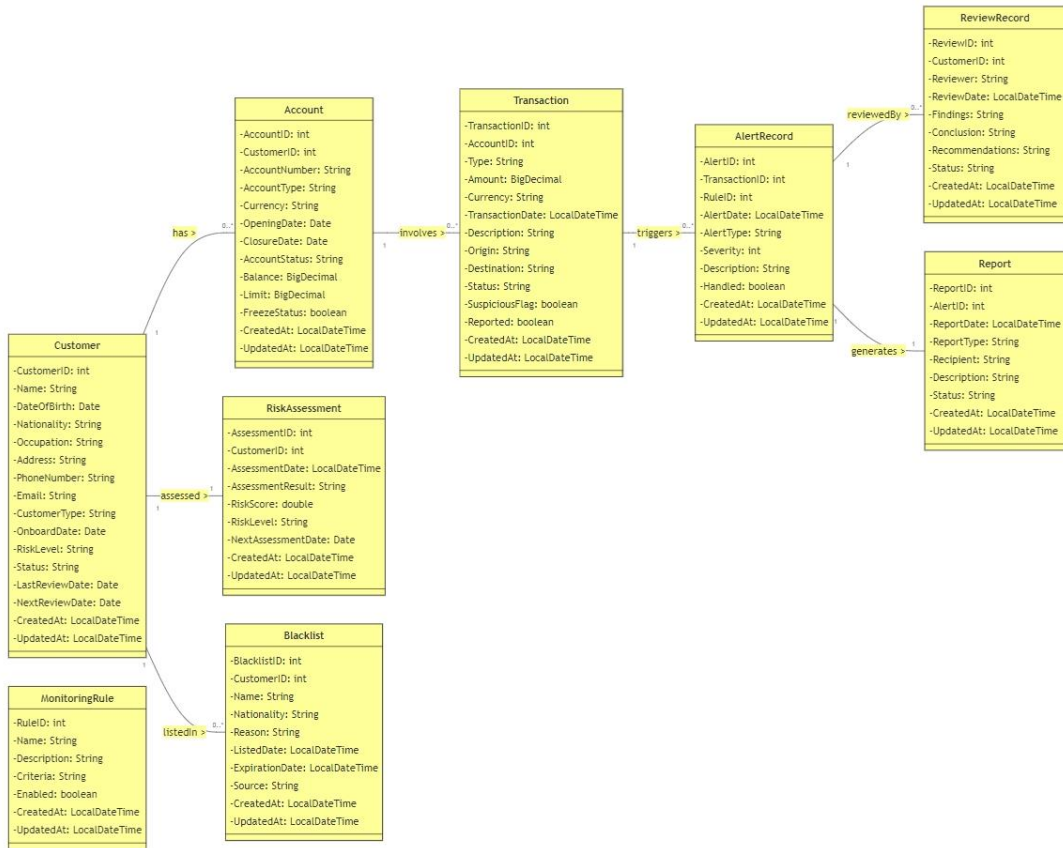 ReviewRecord
-ReviewID: int
-CustomerID: int
-Reviewer: String
-ReviewDate: LocalDateTime
-Findings: String
-Conclusion: String
-Recommendations: String
-Status: String
-CreatedAt: LocalDateTime
-UpdatedAt: LocalDateTime
Transaction
-TransactionID: int
-AccountID: int
-Type: String
-Amount: BigDecimal
-Currency: String
-TransactionDate: LocalDateTime
-Description: String
-Origin: String
-Destination: String
-Status: String
-SuspiciousFlag: boolean
-Reported: boolean
-CreatedAt: LocalDateTime
-UpdatedAt: LocalDateTime
Account
-AccountID: int
-CustomerID: int
-AccountNumber: String
-AccountType: String
-Currency: String
-OpeningDate: Date
-ClosureDate: Date
-AccountStatus: String
-Balance: BigDecimal
-Limit: BigDecimal
-FreezeStatus: boolean
-CreatedAt: LocalDateTime
-UpdatedAt: LocalDateTime
AlertRecord
-AlertID: int
-TransactionID: int
-RuleID: int
-AlertDate: LocalDateTime
-AlertType: String
-Severity: int
-Description: String
-Handled: boolean
-CreatedAt: LocalDateTime
-UpdatedAt: LocalDateTime
reviewedBy >
0..*
1
has >
0..*
1
involves >
0..*
1
triggers >
0..*
1
generates >
1
1
Report
-ReportID: int
-AlertID: int
-ReportDate: LocalDateTime
-ReportType: String
-Recipient: String
-Description: String
-Status: String
-CreatedAt: LocalDateTime
-UpdatedAt: LocalDateTime
Customer
-CustomerID: int
-Name: String
-DateOfBirth: Date
-Nationality: String
-Occupation: String
-Address: String
-PhoneNumber: String
-Email: String
-CustomerType: String
-OnboardDate: Date
-RiskLevel: String
-Status: String
-LastReviewDate: Date
-NextReviewDate: Date
-CreatedAt: LocalDateTime
-UpdatedAt: LocalDateTime
RiskAssessment
-AssessmentID: int
-CustomerID: int
-AssessmentDate: LocalDateTime
-AssessmentResult: String
-RiskScore: double
-RiskLevel: String
-NextAssessmentDate: Date
-CreatedAt: LocalDateTime
-UpdatedAt: LocalDateTime
assessed >
1
1
Blacklist
-BlacklistID: int
-CustomerID: int
-Name: String
-Nationality: String
-Reason: String
-ListedDate: LocalDateTime
-ExpirationDate: LocalDateTime
-Source: String
-CreatedAt: LocalDateTime
-UpdatedAt: LocalDateTime
listedIn >
0..*
1
MonitoringRule
-RuleID: int
-Name: String
-Description: String
-Criteria: String
-Enabled: boolean
-CreatedAt: LocalDateTime
-UpdatedAt: LocalDateTime